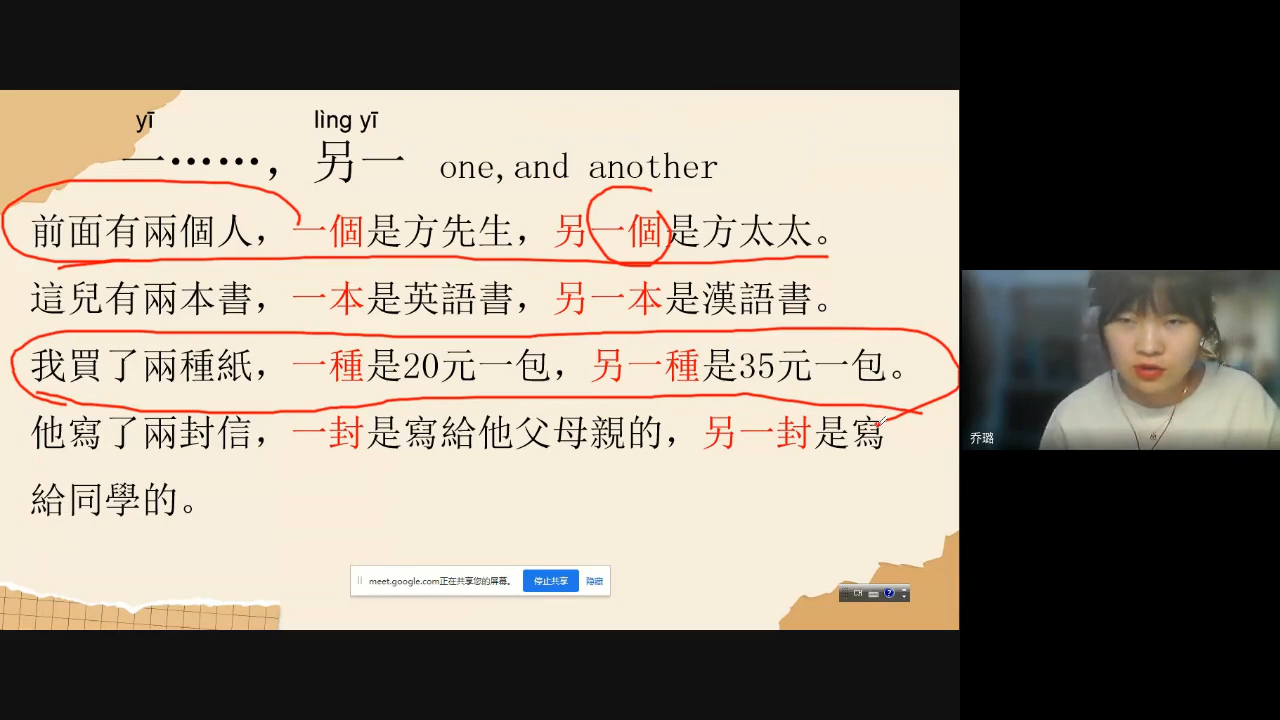 yī lìng yī
一……，另一 one,and another
前面有兩個人，一個是方先生，另一個是方太太。
這兒有兩本書，一本是英語書，另一本是漢語書。
我買了兩種紙，一種是20元一包，另一種是35元一包。
他寫了兩封信，一封是寫給他父母親的，另一封是寫
給同學的。
乔璐
meet.google.com正在共享您的屏幕。 停止共享 隐藏
CH